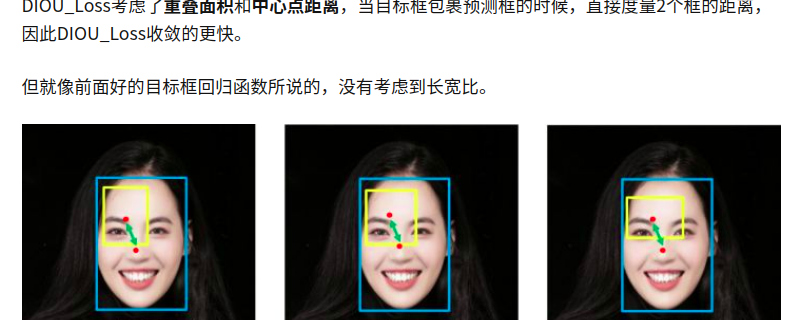 DIOU_Loss考虑了重叠面积和中心点距离，当目标框包裹预测框的时候，直接度量2个框的距离，
因此DIOU_Loss收敛的更快。
但就像前面好的目标框回归函数所说的，没有考虑到长宽比。